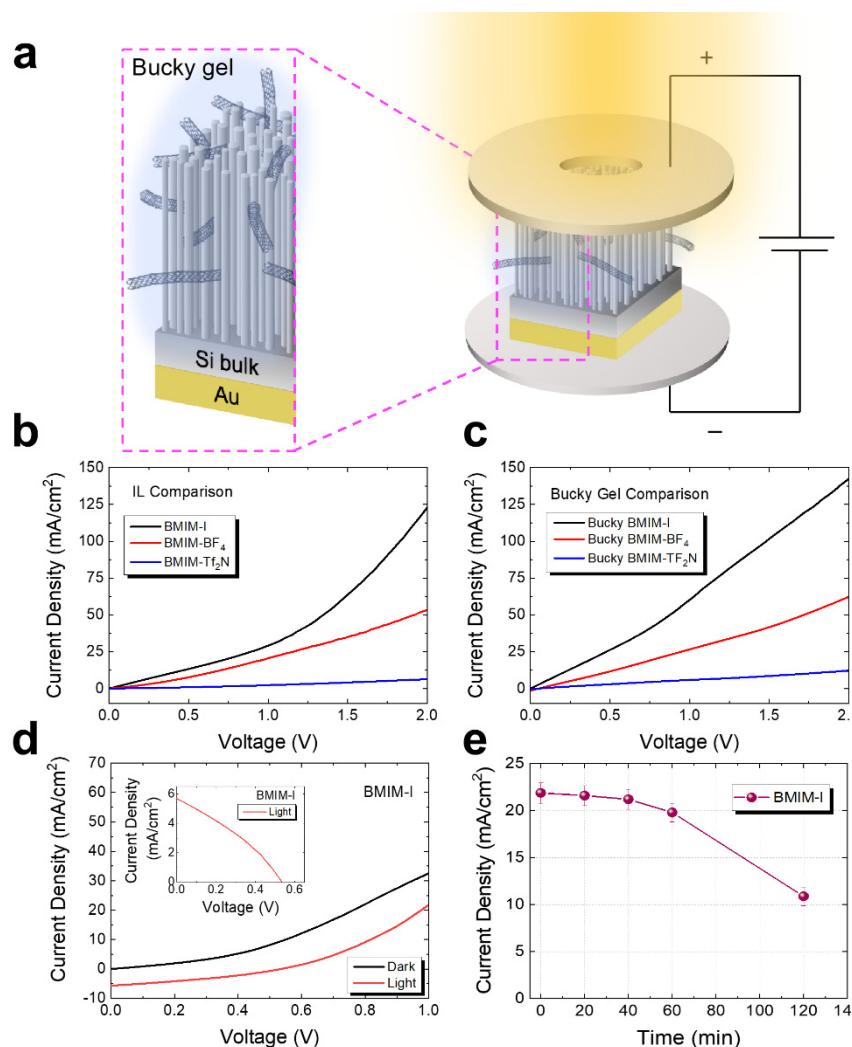 a
Bucky gel
Si bulk
Au
+
–
b
IL Comparison
BMIM-I
BMIM-BF4
BMIM-Tf2N
Current Density (mA/cm2)
150
125
100
75
50
25
0
0.0
0.5
1.0
1.5
2.0
Voltage (V)
c
Bucky Gel Comparison
Bucky BMIM-I
Bucky BMIM-BF4
Bucky BMIM-TF2N
Current Density (mA/cm2)
150
125
100
75
50
25
0
0.0
0.5
1.0
1.5
2.0
Voltage (V)
d
BMIM-I
Current Density (mA/cm2)
70
60
50
40
30
20
10
0
-10
0.0
0.2
0.4
0.6
0.8
1.0
Voltage (V)
Dark
Light
BMIM-I
Light
Current Density
(mA/cm2)
6
4
2
0
0.0
0.2
0.4
0.6
Voltage (V)
e
BMIM-I
Current Density (mA/cm2)
25
20
15
10
5
0
0
20
40
60
80
100
120
14
Time (min)